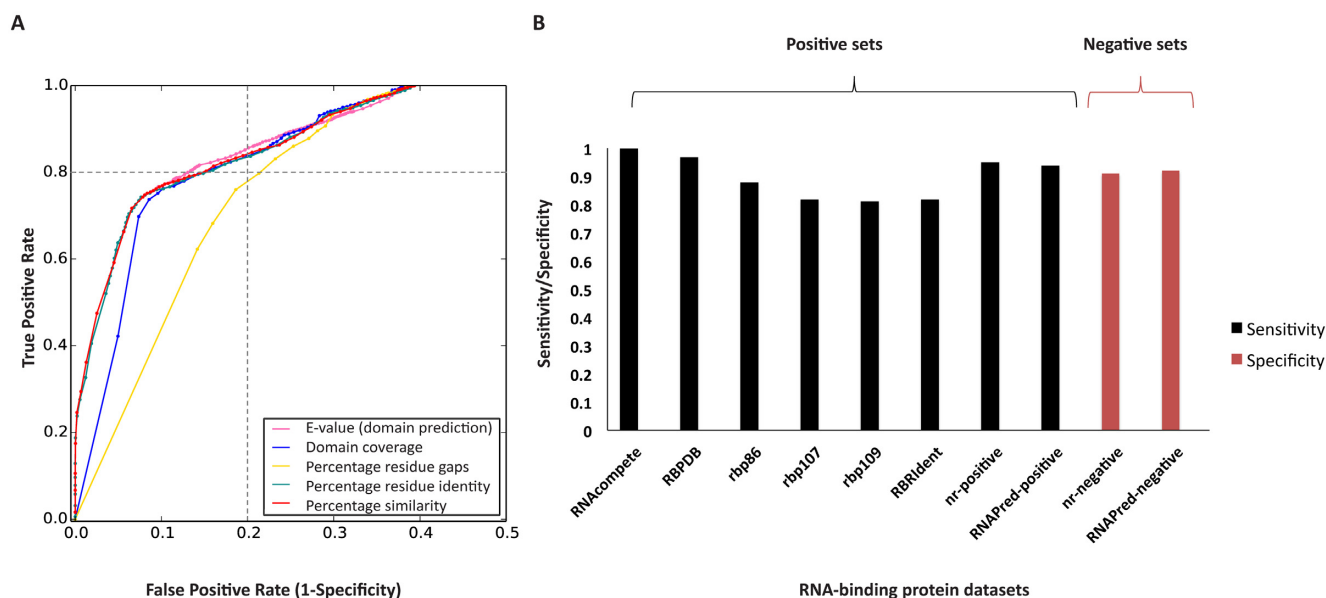 A
True Positive Rate
1.0
0.8
0.6
0.4
0.2
0.0
0.0
0.1
0.2
0.3
0.4
0.5
E-value (domain prediction)
Domain coverage
Percentage residue gaps
Percentage residue identity
Percentage similarity
False Positive Rate (1-Specificity)
B
Positive sets
Negative sets
Sensitivity/Specificity
1
0.9
0.8
0.7
0.6
0.5
0.4
0.3
0.2
0.1
0
RNAcompete
RBPDB
rbp86
rbp107
rbp109
RBRIdent
nr-positive
RNAPred-positive
nr-negative
RNAPred-negative
Sensitivity
Specificity
RNA-binding protein datasets